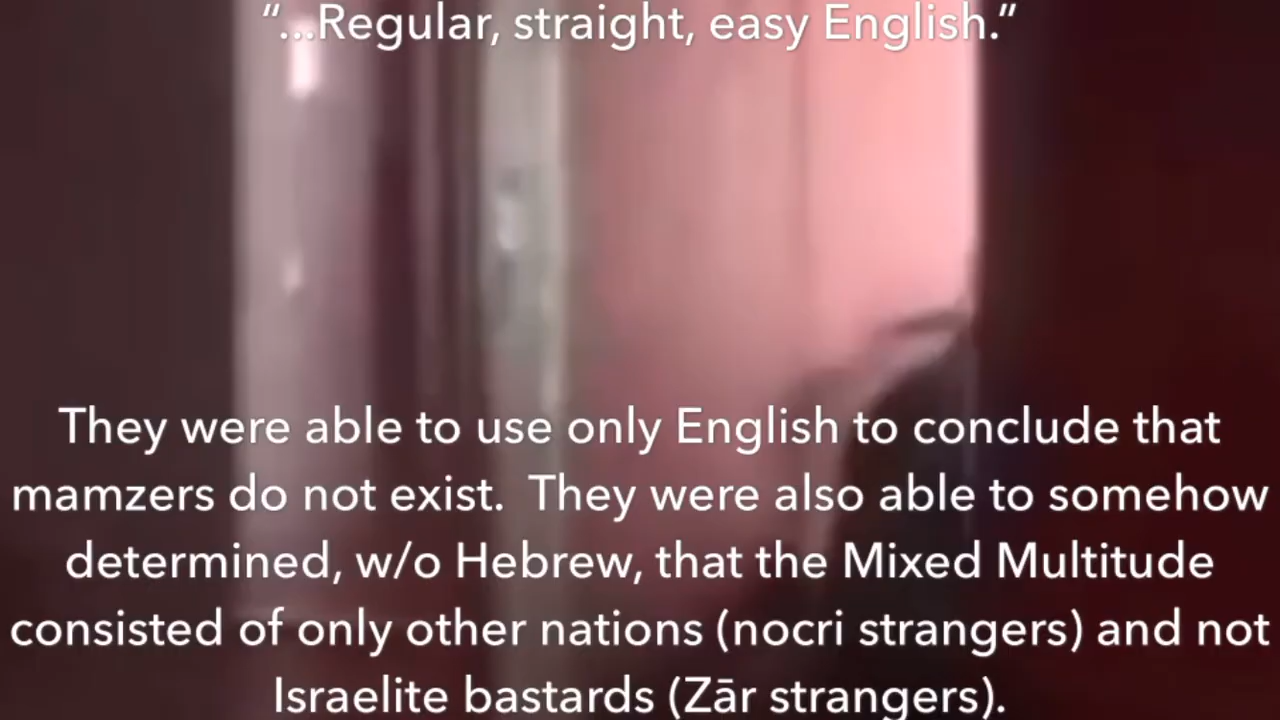 “...Regular, straight, easy English.”
They were able to use only English to conclude that
mamzers do not exist.  They were also able to somehow
determined, w/o Hebrew, that the Mixed Multitude
consisted of only other nations (nocri strangers) and not
Israelite bastards (Zār strangers).